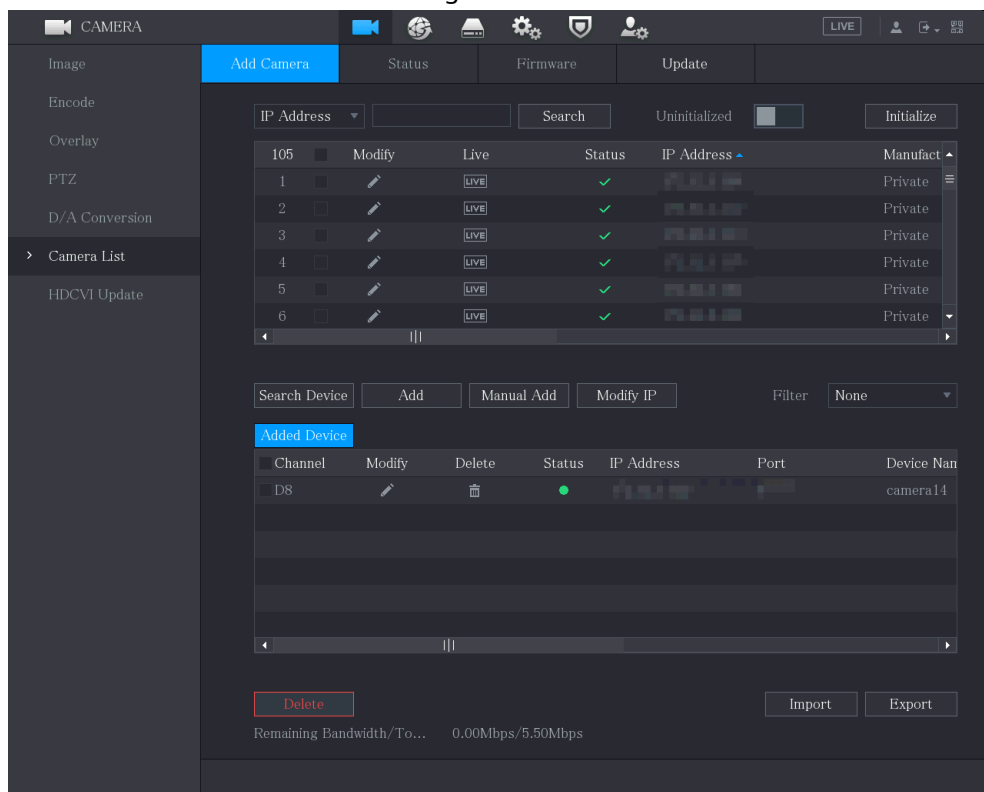 CAMERA
LIVE
Image
Encode
Overlay
PTZ
D/A Conversion
Camera List
HDCVI Update
Add Camera Status Firmware Update
IP Address Search Uninitialized Initialize
105 Modify Live Status IP Address Manufact
1 LIVE Private
2 LIVE Private
3 LIVE Private
4 LIVE Private
5 LIVE Private
6 LIVE Private
Search Device Add Manual Add Modify IP Filter None
Added Device
Channel Modify Delete Status IP Address Port Device Nam
D8 camera14
Delete Import Export
Remaining Bandwidth/To... 0.00Mbps/5.50Mbps